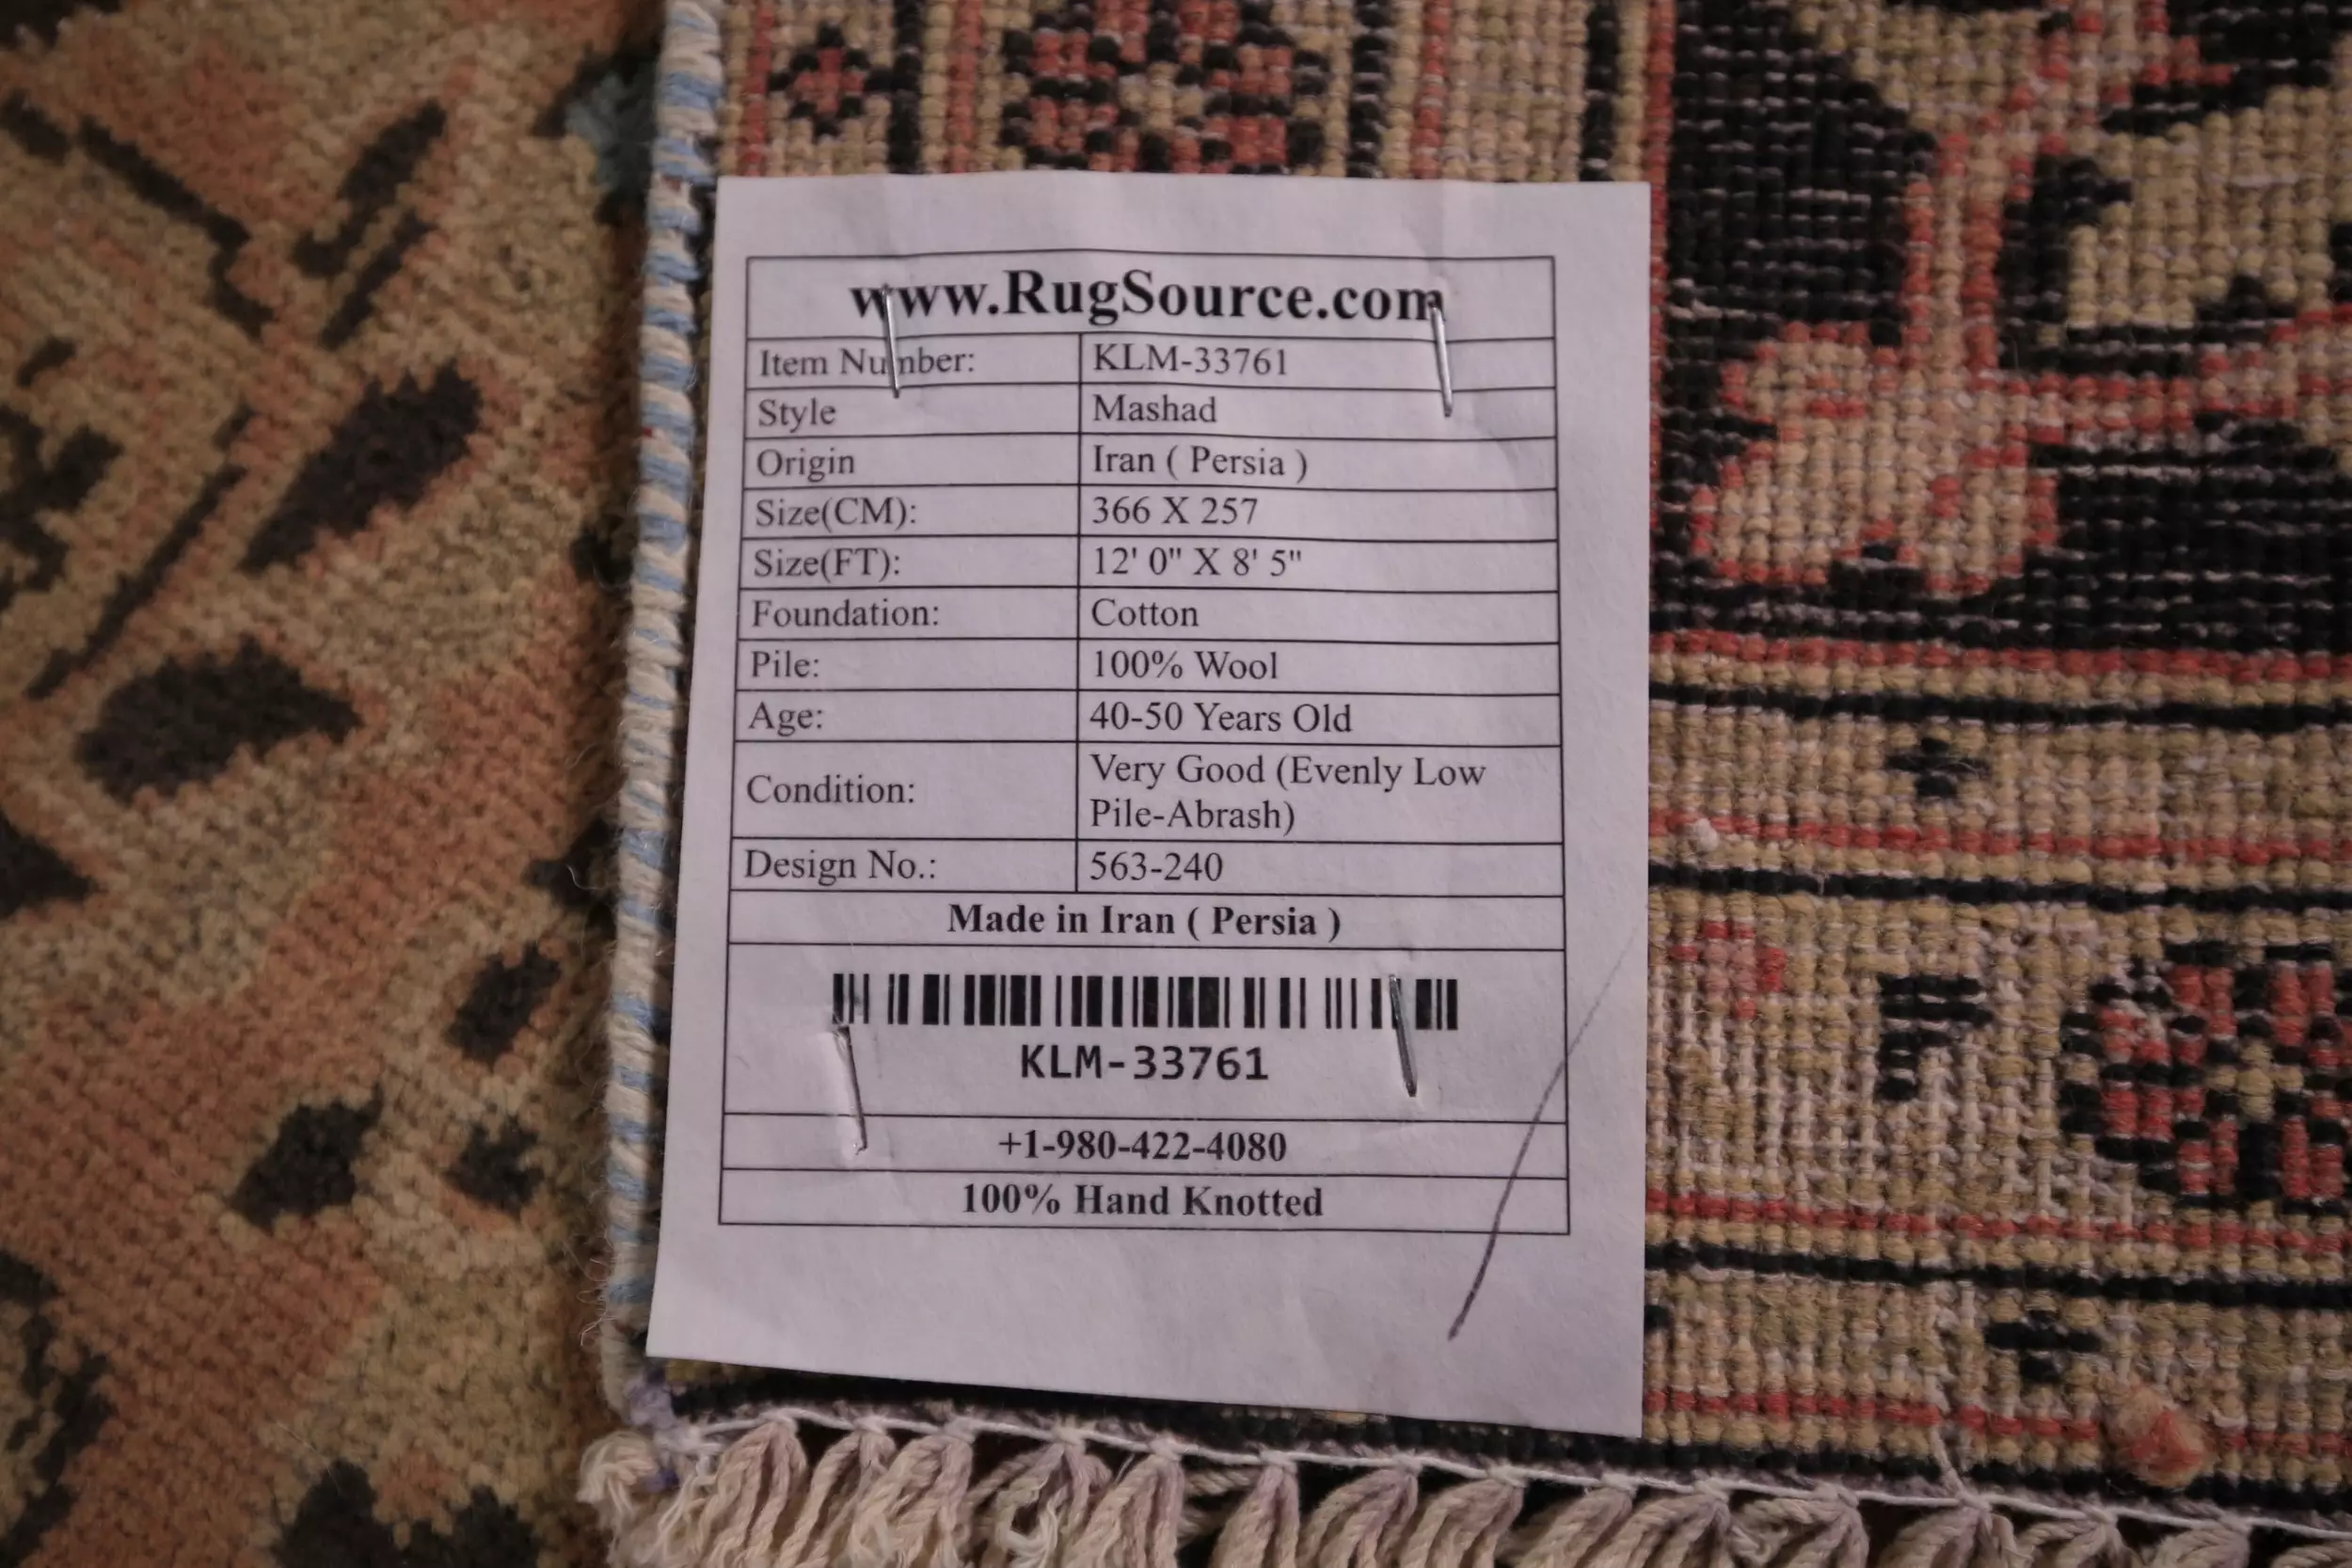 www.RugSource.com
Item Number: KLM-33761
Style Mashad
Origin Iran ( Persia )
Size(CM): 366 X 257
Size(FT): 12' 0" X 8' 5"
Foundation: Cotton
Pile: 100% Wool
Age: 40-50 Years Old
Condition: Very Good (Evenly Low
Pile-Abrash)
Design No.: 563-240
Made in Iran ( Persia )
KLM-33761
+1-980-422-4080
100% Hand Knotted